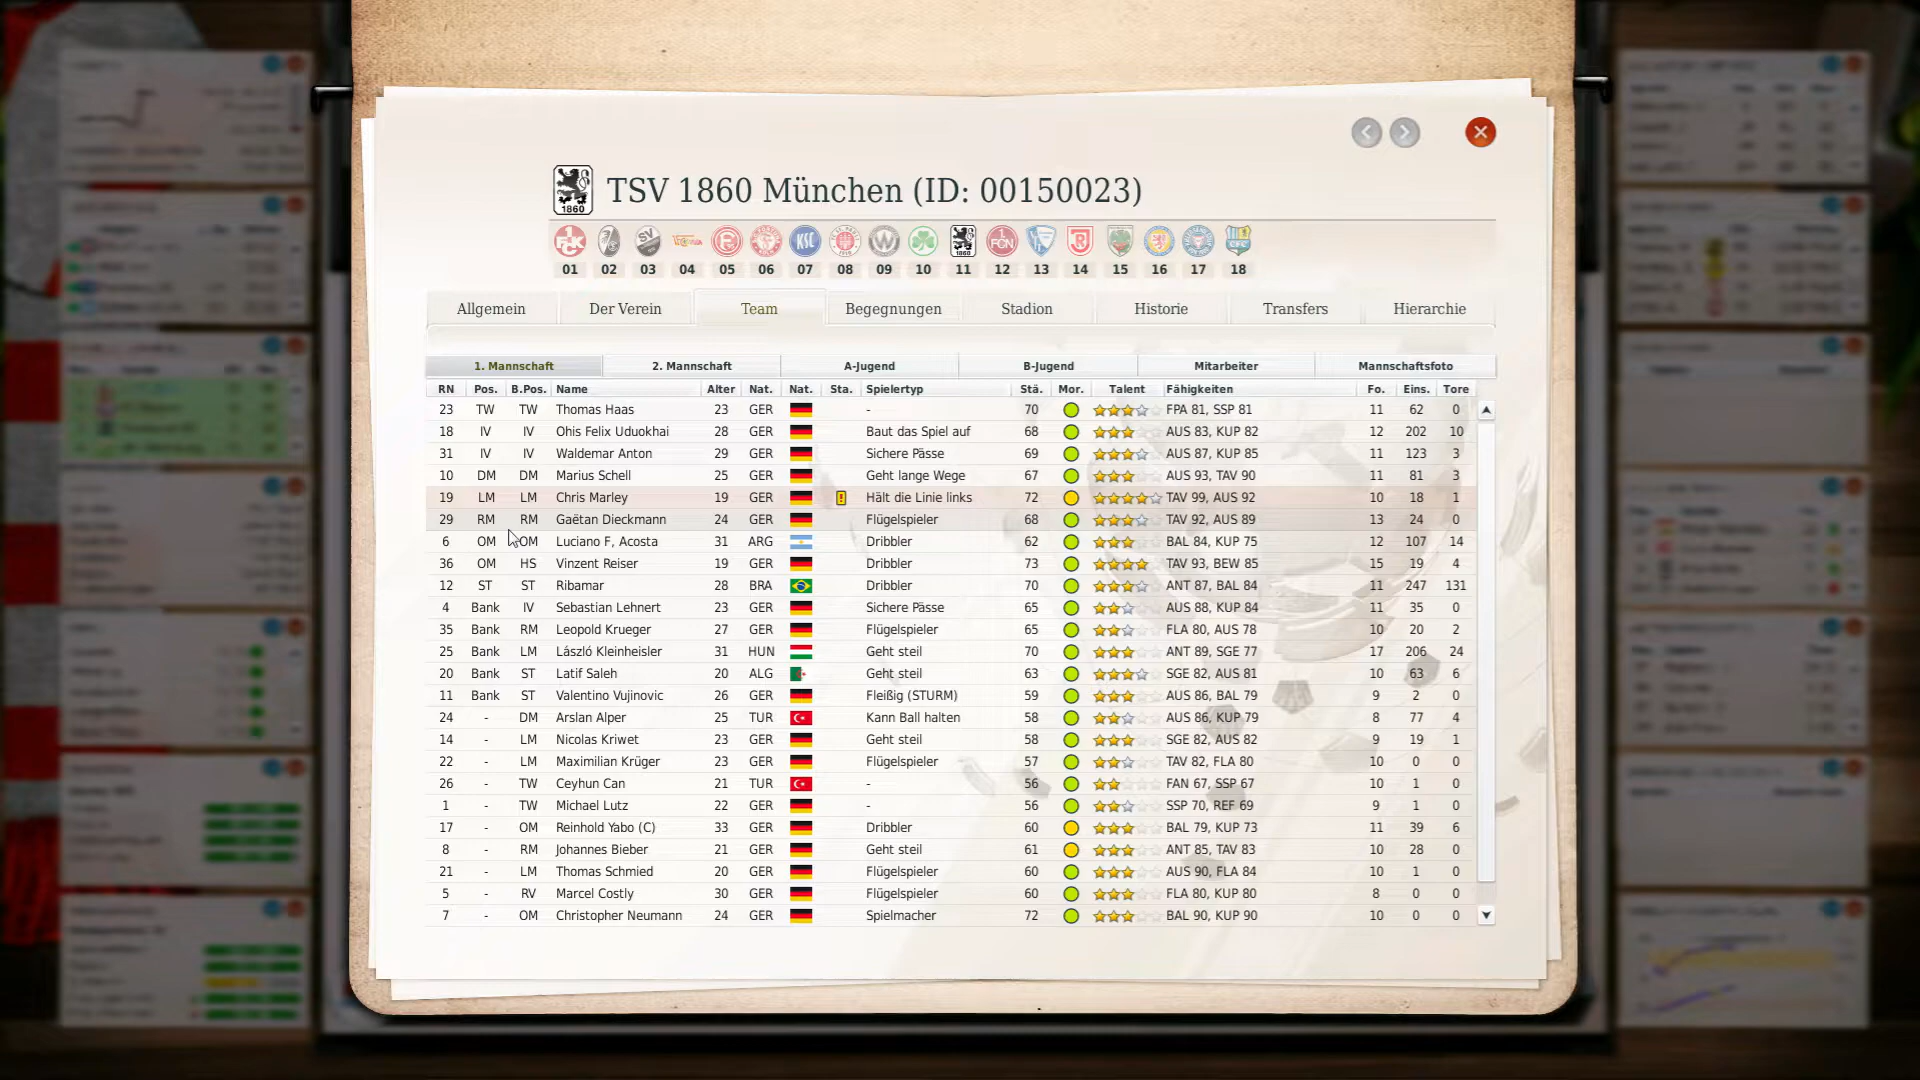 TSV 1860 München (ID: 00150023)
01 02 03 04 05 06 07 08 09 10 11 12 13 14 15 16 17 18
Allgemein Der Verein Team Begegnungen Stadion Historie Transfers Hierarchie
1. Mannschaft 2. Mannschaft A-Jugend B-Jugend Mitarbeiter Mannschaftsfoto
RN Pos. B.Pos. Name Alter Nat. Nat. Sta. Spielertyp Stä. Mor. Talent Fähigkeiten Fo. Eins. Tore
23 TW TW Thomas Haas 23 GER - 70 FPA 81, SSP 81 11 62 0
18 IV IV Ohis Felix Uduokhai 28 GER Baut das Spiel auf 68 AUS 83, KUP 82 12 202 10
31 IV IV Waldemar Anton 29 GER Sichere Pässe 69 AUS 87, KUP 85 11 123 3
10 DM DM Marius Schell 25 GER Geht lange Wege 67 AUS 93, TAV 90 11 81 3
19 LM LM Chris Marley 19 GER Hält die Linie links 72 TAV 99, AUS 92 10 18 1
29 RM RM Gaëtan Dieckmann 24 GER Flügelspieler 68 TAV 92, AUS 89 13 24 0
6 OM OM Luciano F, Acosta 31 ARG Dribbler 62 BAL 84, KUP 75 12 107 14
36 OM HS Vinzent Reiser 19 GER Dribbler 73 TAV 93, BEW 85 15 19 4
12 ST ST Ribamar 28 BRA Dribbler 70 ANT 87, BAL 84 11 247 131
4 Bank IV Sebastian Lehnert 23 GER Sichere Pässe 65 AUS 88, KUP 84 11 35 0
35 Bank RM Leopold Krueger 27 GER Flügelspieler 65 FLA 80, AUS 78 10 20 2
25 Bank LM László Kleinheisler 31 HUN Geht steil 70 ANT 89, SGE 77 17 206 24
20 Bank ST Latif Saleh 20 ALG Geht steil 63 SGE 82, AUS 81 10 63 6
11 Bank ST Valentino Vujinovic 26 GER Fleißig (STURM) 59 AUS 86, BAL 79 9 2 0
24 - DM Arslan Alper 25 TUR Kann Ball halten 58 AUS 86, KUP 79 8 77 4
14 - LM Nicolas Kriwet 23 GER Geht steil 58 SGE 82, AUS 82 9 19 1
22 - LM Maximilian Krüger 23 GER Flügelspieler 57 TAV 82, FLA 80 10 0 0
26 - TW Ceyhun Can 21 TUR - 56 FAN 67, SSP 67 10 1 0
1 - TW Michael Lutz 22 GER - 56 SSP 70, REF 69 9 1 0
17 - OM Reinhold Yabo (C) 33 GER Dribbler 60 BAL 79, KUP 73 11 39 6
8 - RM Johannes Bieber 21 GER Geht steil 61 ANT 85, TAV 83 10 28 0
21 - LM Thomas Schmied 20 GER Flügelspieler 60 AUS 90, FLA 84 10 1 0
5 - RV Marcel Costly 30 GER Flügelspieler 60 FLA 80, KUP 80 8 0 0
7 - OM Christopher Neumann 24 GER Spielmacher 72 BAL 90, KUP 90 10 0 0